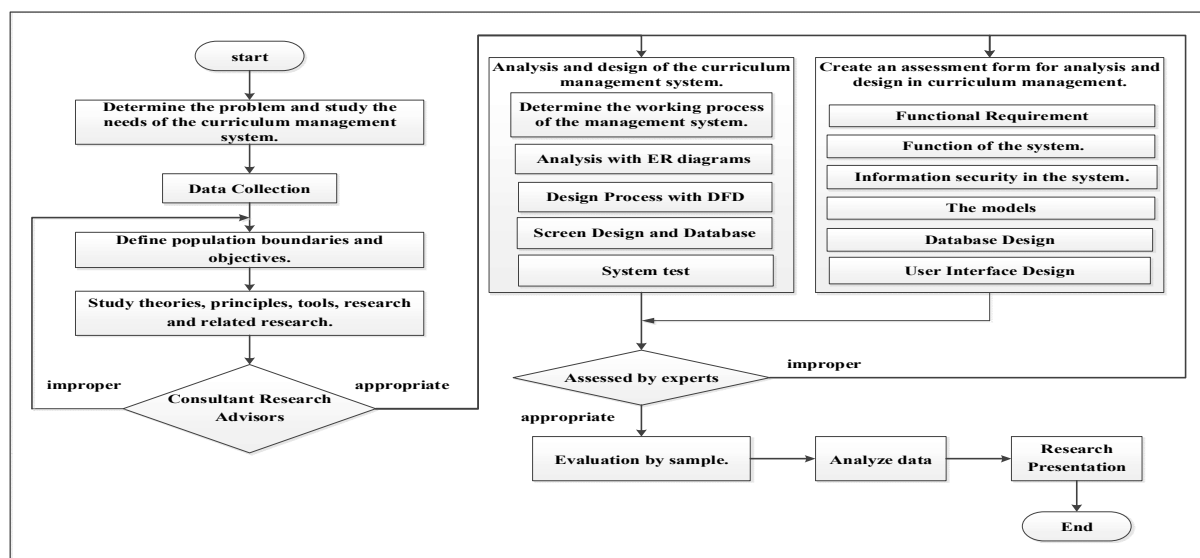 start
Determine the problem and study the
needs of the curriculum management
system.
Data Collection
Define population boundaries and
objectives.
Study theories, principles, tools, research
and related research.
improper
appropriate
Consultant Research
Advisors
Analysis and design of the curriculum
management system.
Determine the working process
of the management system.
Analysis with ER diagrams
Design Process with DFD
Screen Design and Database
System test
Create an assessment form for analysis and
design in curriculum management.
Functional Requirement
Function of the system.
Information security in the system.
The models
Database Design
User Interface Design
improper
Assessed by experts
appropriate
Evaluation by sample.
Analyze data
Research
Presentation
End